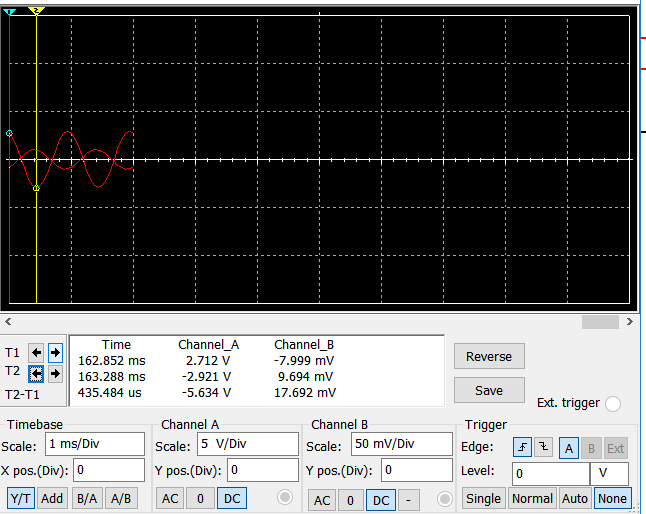 1 2
T1
T2
T2-T1
Time Channel_A Channel_B
162.852 ms 2.712 V -7.999 mV
163.288 ms -2.921 V 9.694 mV
435.484 us -5.634 V 17.692 mV
Reverse
Save
Ext. trigger
Timebase
Scale: 1 ms/Div
X pos.(Div): 0
Y/T Add B/A A/B
Channel A
Scale: 5 V/Div
Y pos.(Div): 0
AC 0 DC
Channel B
Scale: 50 mV/Div
Y pos.(Div): 0
AC 0 DC -
Trigger
Edge: A B Ext
Level: 0 V
Single Normal Auto None